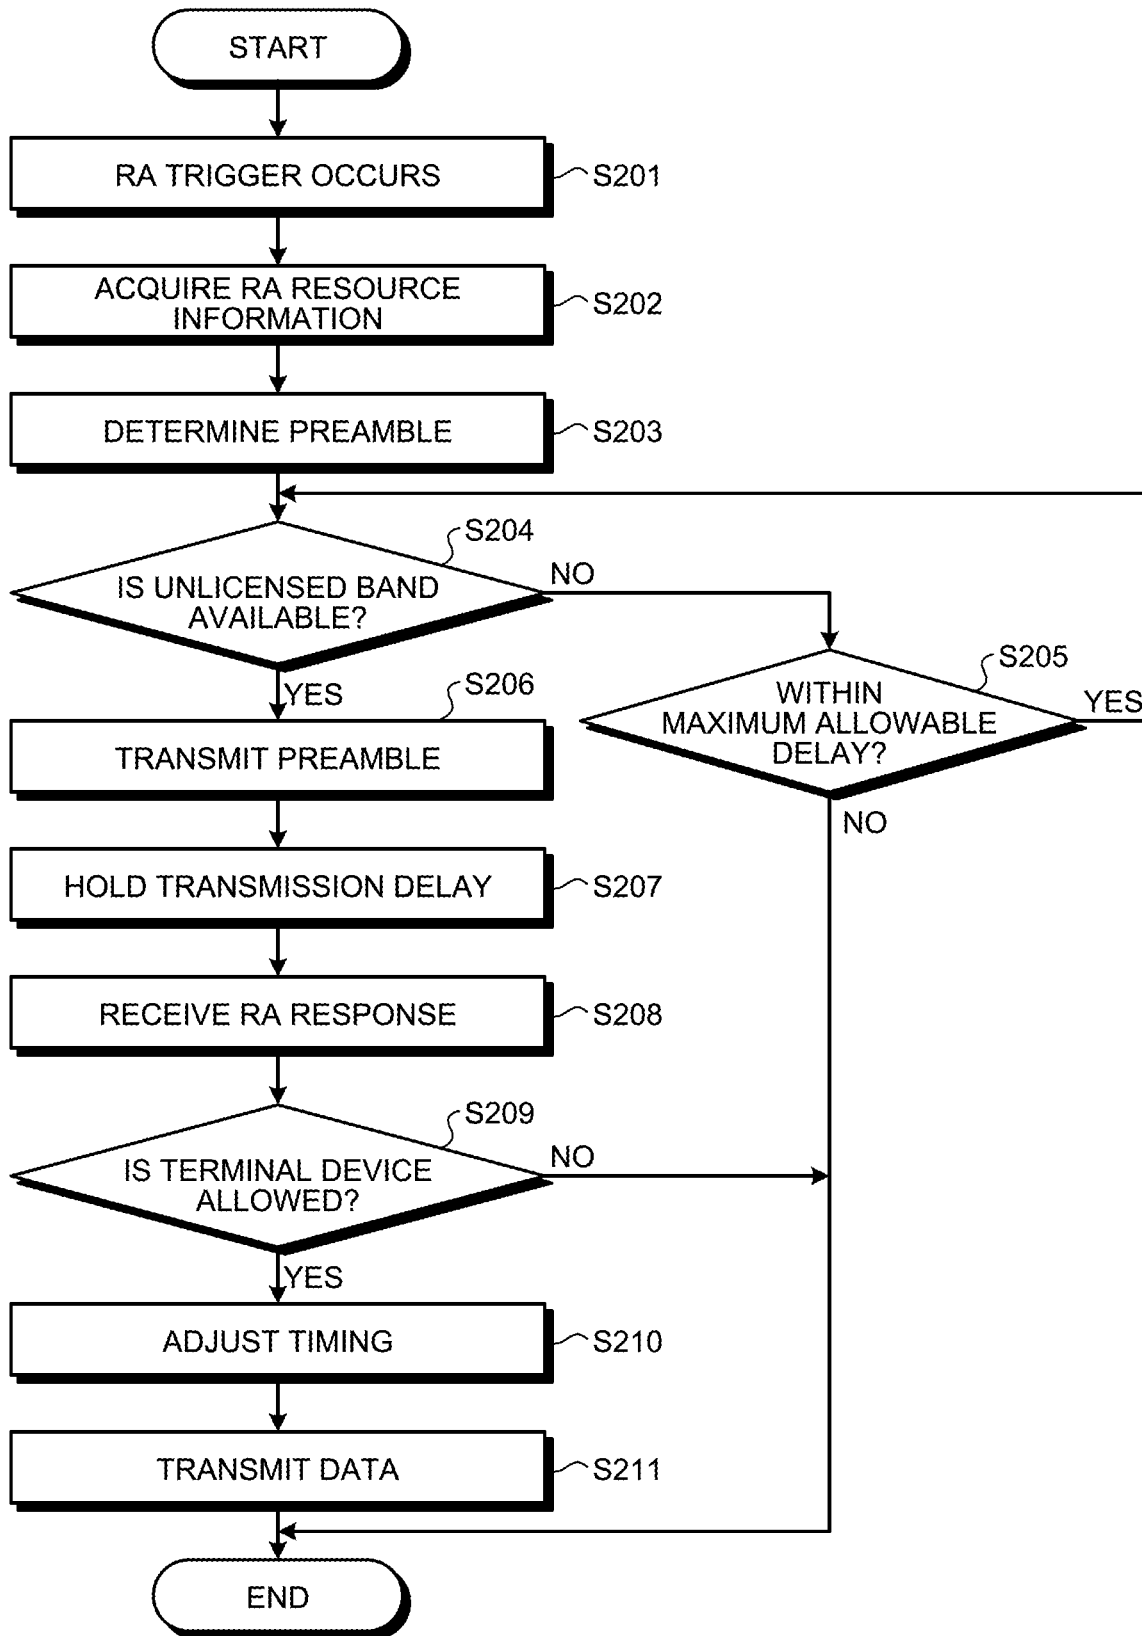 START
RA TRIGGER OCCURS
S201
ACQUIRE RA RESOURCE
INFORMATION
S202
DETERMINE PREAMBLE
S203
S204
IS UNLICENSED BAND
AVAILABLE?
NO
YES
S205
WITHIN
MAXIMUM ALLOWABLE
DELAY?
YES
NO
S206
TRANSMIT PREAMBLE
HOLD TRANSMISSION DELAY
S207
RECEIVE RA RESPONSE
S208
S209
IS TERMINAL DEVICE
ALLOWED?
NO
YES
ADJUST TIMING
S210
TRANSMIT DATA
S211
END